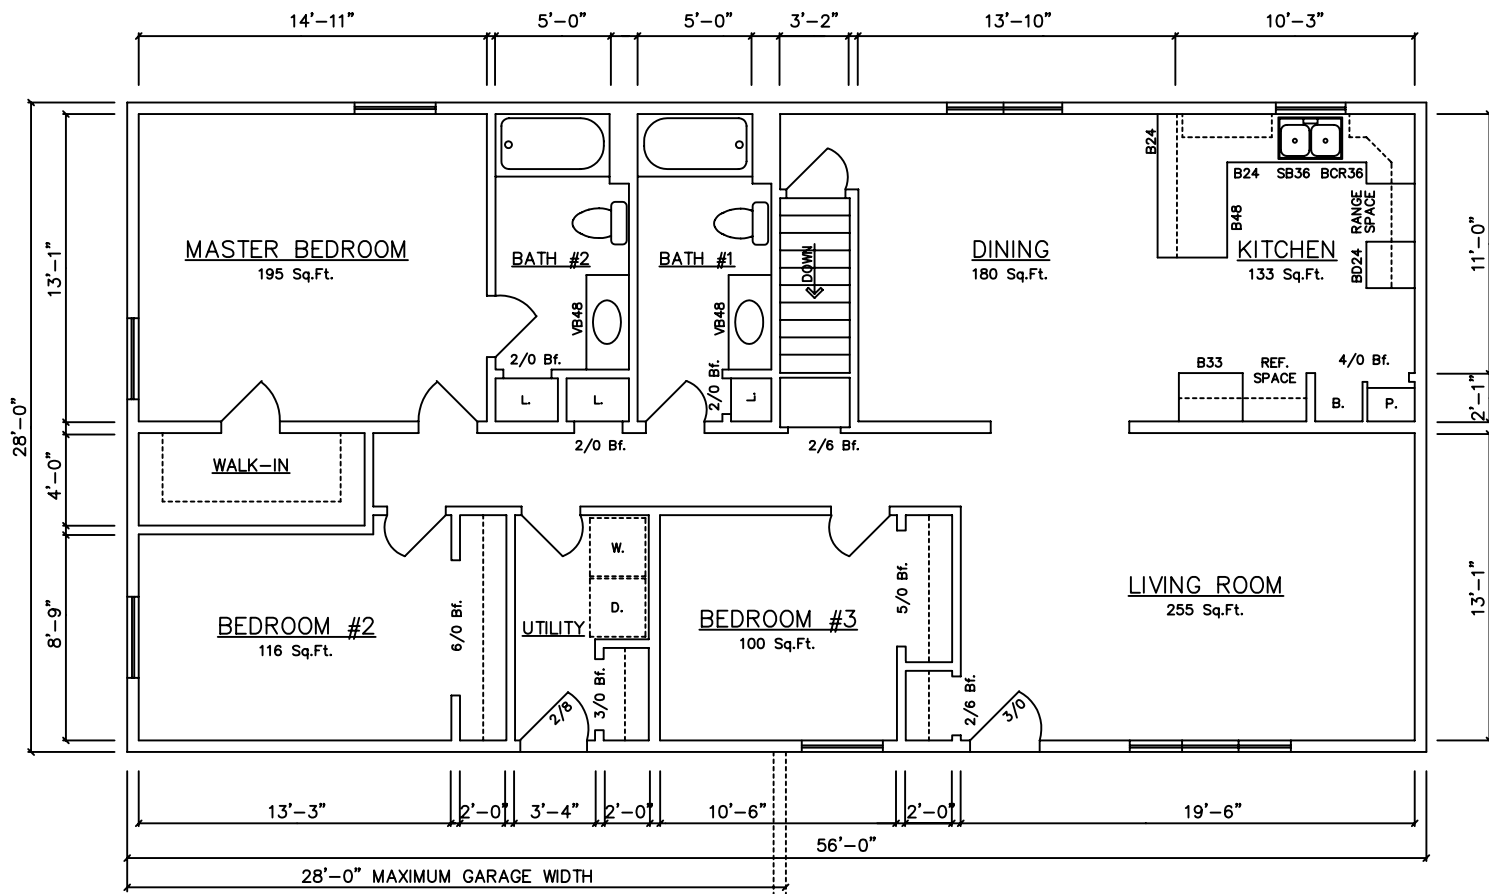 14'-11"
5'-0"
5'-0"
3'-2"
13'-10"
10'-3"
28'-0"
13'-1"
4'-0"
8'-9"
11'-0"
2'-1"
13'-1"
MASTER BEDROOM
195 Sq.Ft.
BATH #2
VB48
2/0 Bf.
L.
L.
2/0 Bf.
BATH #1
VB48
2/0 Bf.
L.
DOWN
2/6 Bf.
DINING
180 Sq.Ft.
B24
B24
SB36
BCR36
B48
RANGE
SPACE
KITCHEN
133 Sq.Ft.
BD24
B33
REF.
SPACE
4/0 Bf.
B.
P.
WALK-IN
BEDROOM #2
116 Sq.Ft.
6/0 Bf.
UTILITY
W.
D.
2/8
3/0 Bf.
BEDROOM #3
100 Sq.Ft.
5/0 Bf.
2/6 Bf.
3/0
LIVING ROOM
255 Sq.Ft.
13'-3"
2'-0"
3'-4"
2'-0"
10'-6"
2'-0"
19'-6"
56'-0"
28'-0" MAXIMUM GARAGE WIDTH